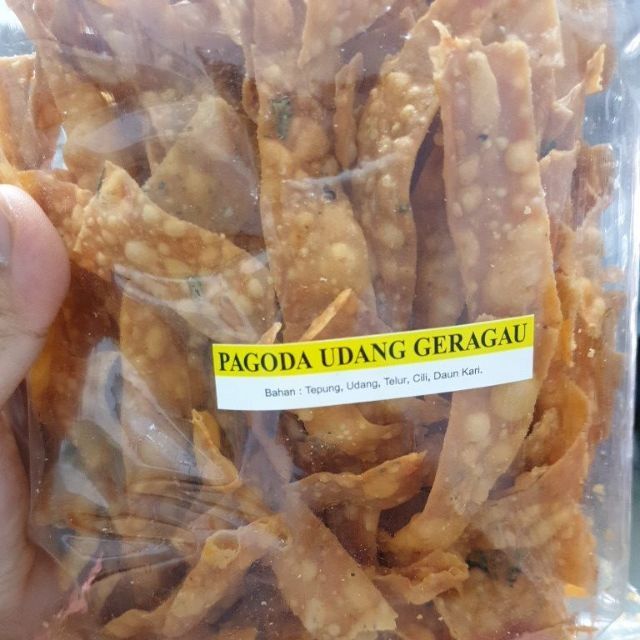 PAGODA UDANG GERAGAU
Bahan : Tepung, Udang, Telur, Cili, Daun Kari.